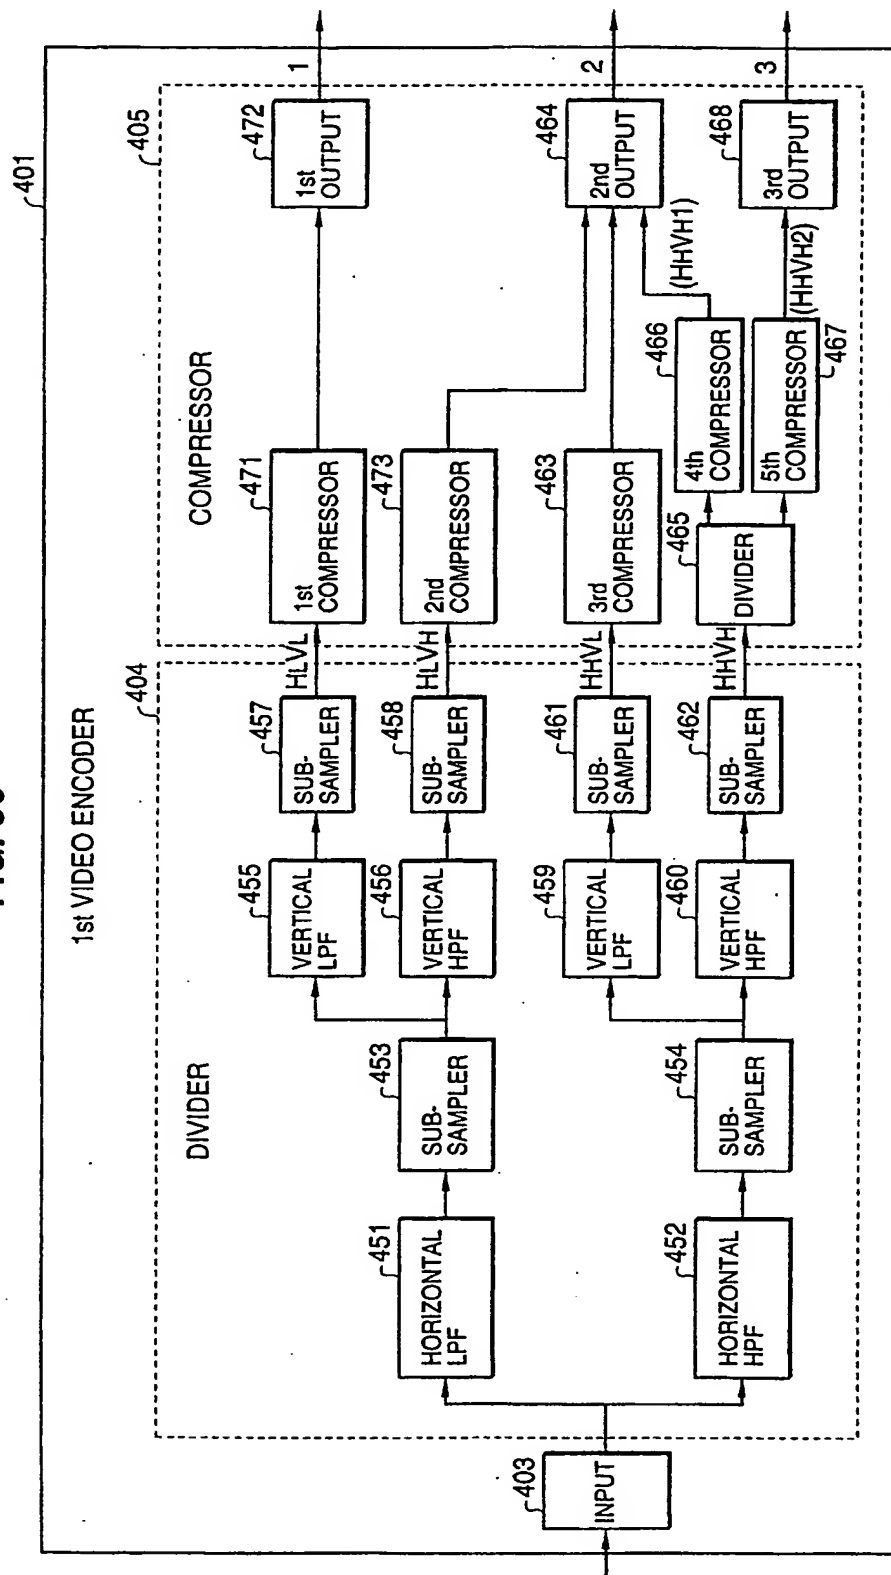 1st VIDEO ENCODER
401
403
INPUT
DIVIDER
404
451
HORIZONTAL
LPF
452
HORIZONTAL
HPF
453
SUB-
SAMPLER
454
SUB-
SAMPLER
455
VERTICAL
LPF
456
VERTICAL
HPF
459
VERTICAL
LPF
460
VERTICAL
HPF
457
SUB-
SAMPLER
458
SUB-
SAMPLER
461
SUB-
SAMPLER
462
SUB-
SAMPLER
HLVL
HLVH
HHVL
HHVH
COMPRESSOR
405
471
1st
COMPRESSOR
473
2nd
COMPRESSOR
463
3rd
COMPRESSOR
465
DIVIDER
466
4th
COMPRESSOR
5th
COMPRESSOR
467
(HHVH1)
(HHVH2)
472
1st
OUTPUT
464
2nd
OUTPUT
468
3rd
OUTPUT
1
2
3